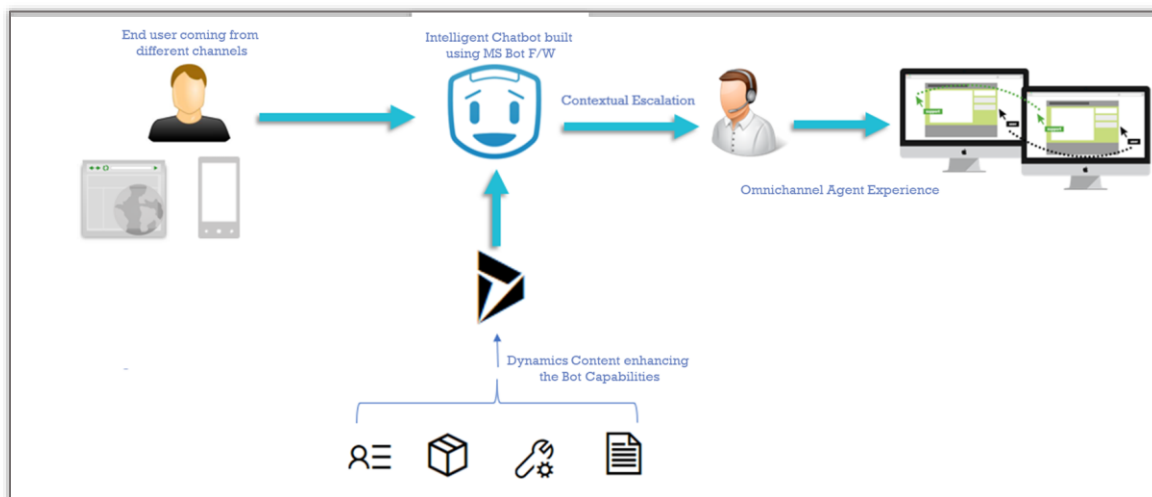 End user coming from
different channels
Intelligent Chatbot built
using MS Bot F/W
Contextual Escalation
Omnichannel Agent Experience
Dynamics Content enhancing
the Bot Capabilities